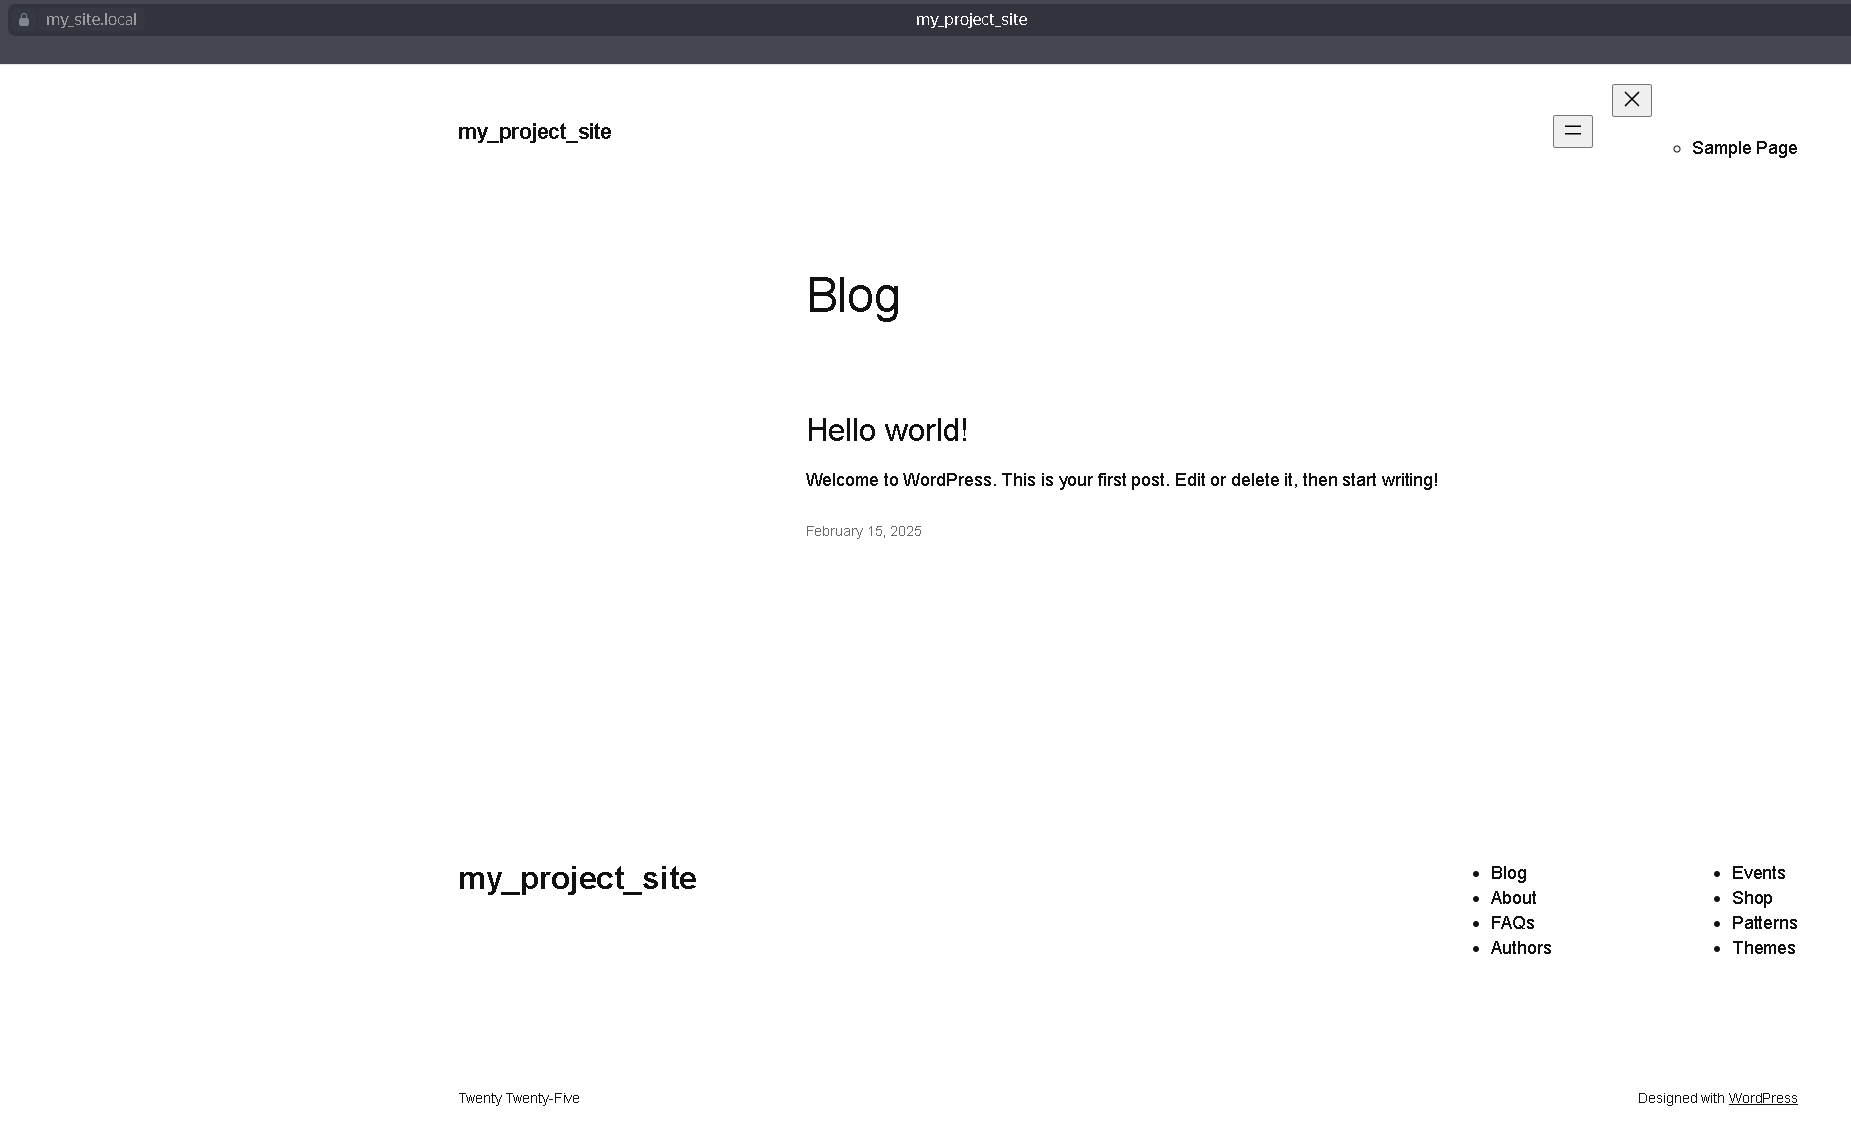 my_site.local
my_project_site
my_project_site
Sample Page
Blog
Hello world!
Welcome to WordPress. This is your first post. Edit or delete it, then start writing!
February 15, 2025
my_project_site
Blog
About
FAQs
Authors
Events
Shop
Patterns
Themes
Twenty Twenty-Five
Designed with WordPress